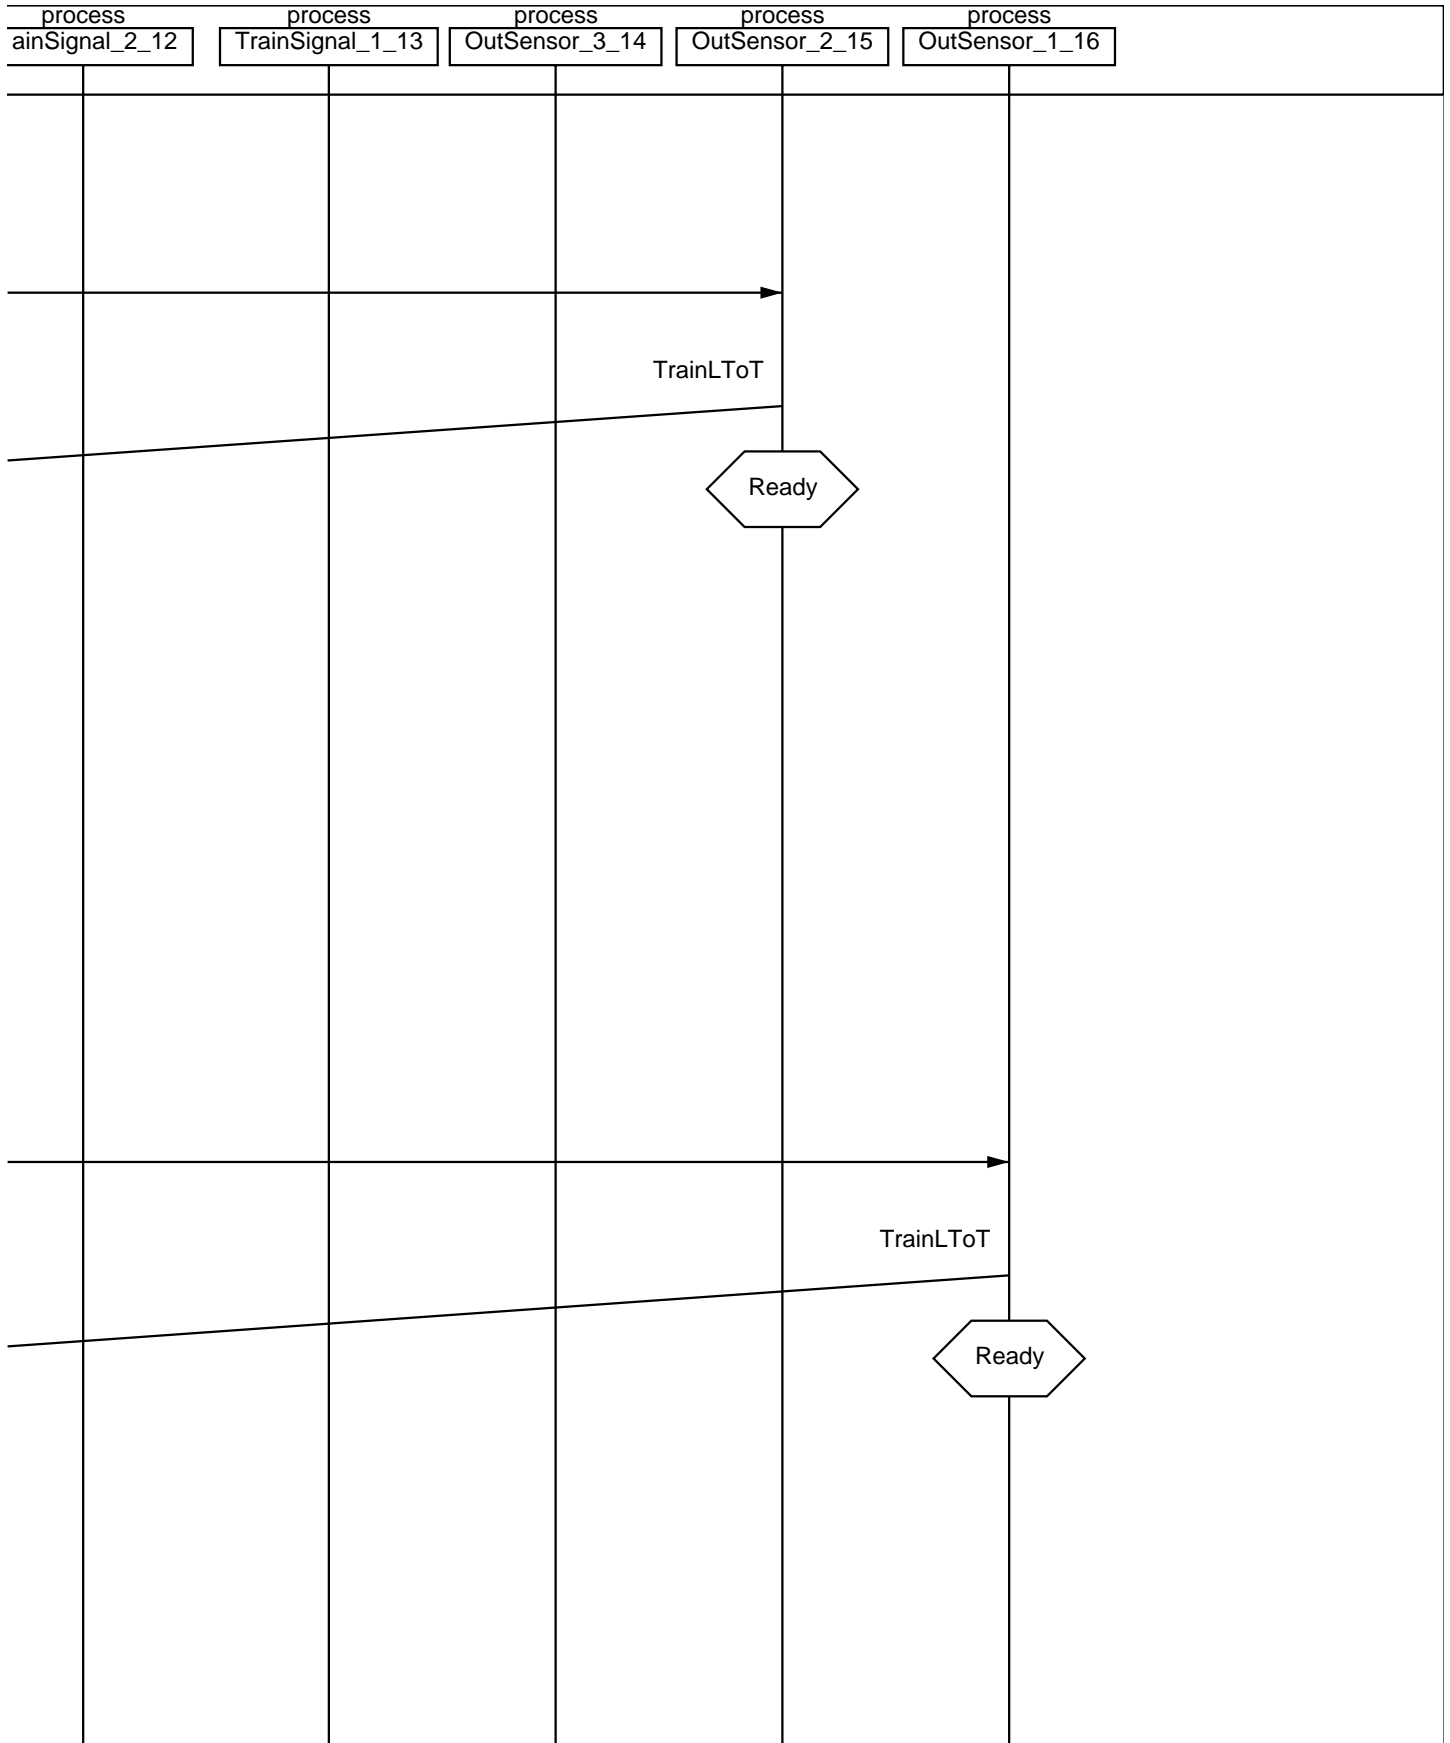 process process process process process
ainSignal_2_12 TrainSignal_1_13 OutSensor_3_14 OutSensor_2_15 OutSensor_1_16
TrainLToT
Ready
TrainLToT
Ready